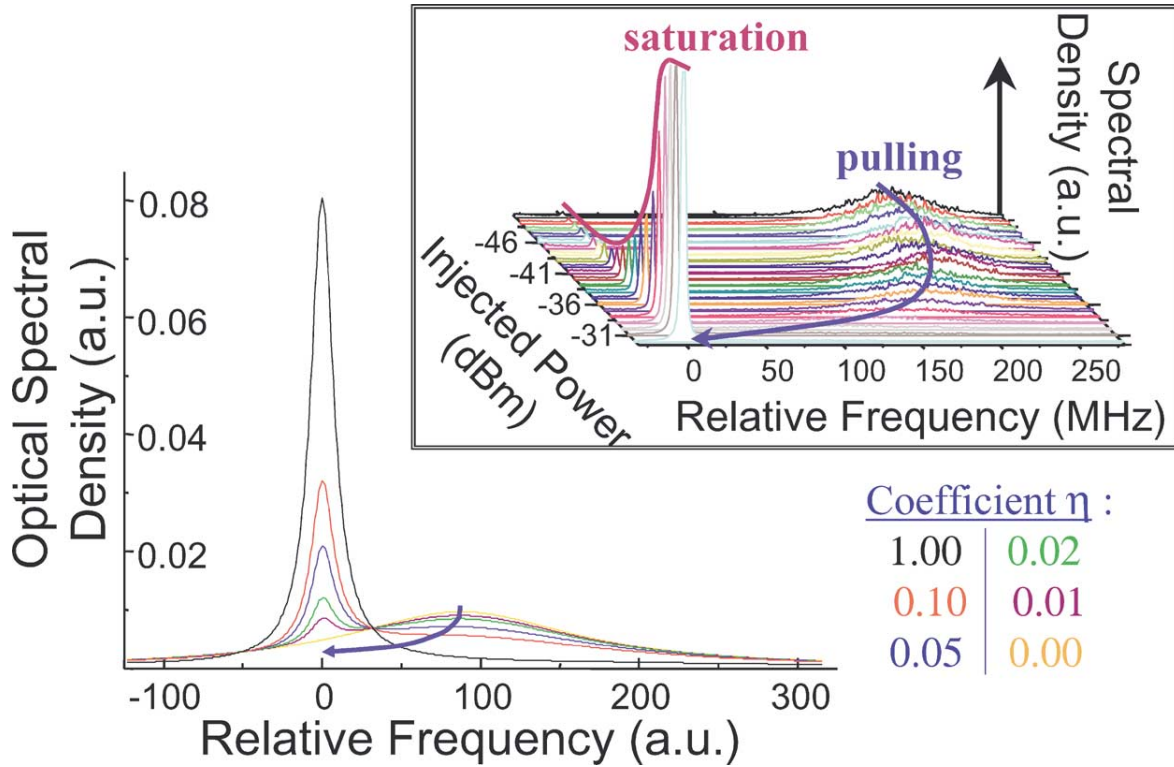 saturation
pulling
Spectral
Density (a.u.)
-46
-41
-36
-31
Injected Power
(dBm)
0 50 100 150 200 250
Relative Frequency (MHz)
0.08
0.06
0.04
0.02
Optical Spectral
Density (a.u.)
-100 0 100 200 300
Relative Frequency (a.u.)
Coefficient η :
1.00 0.02
0.10 0.01
0.05 0.00